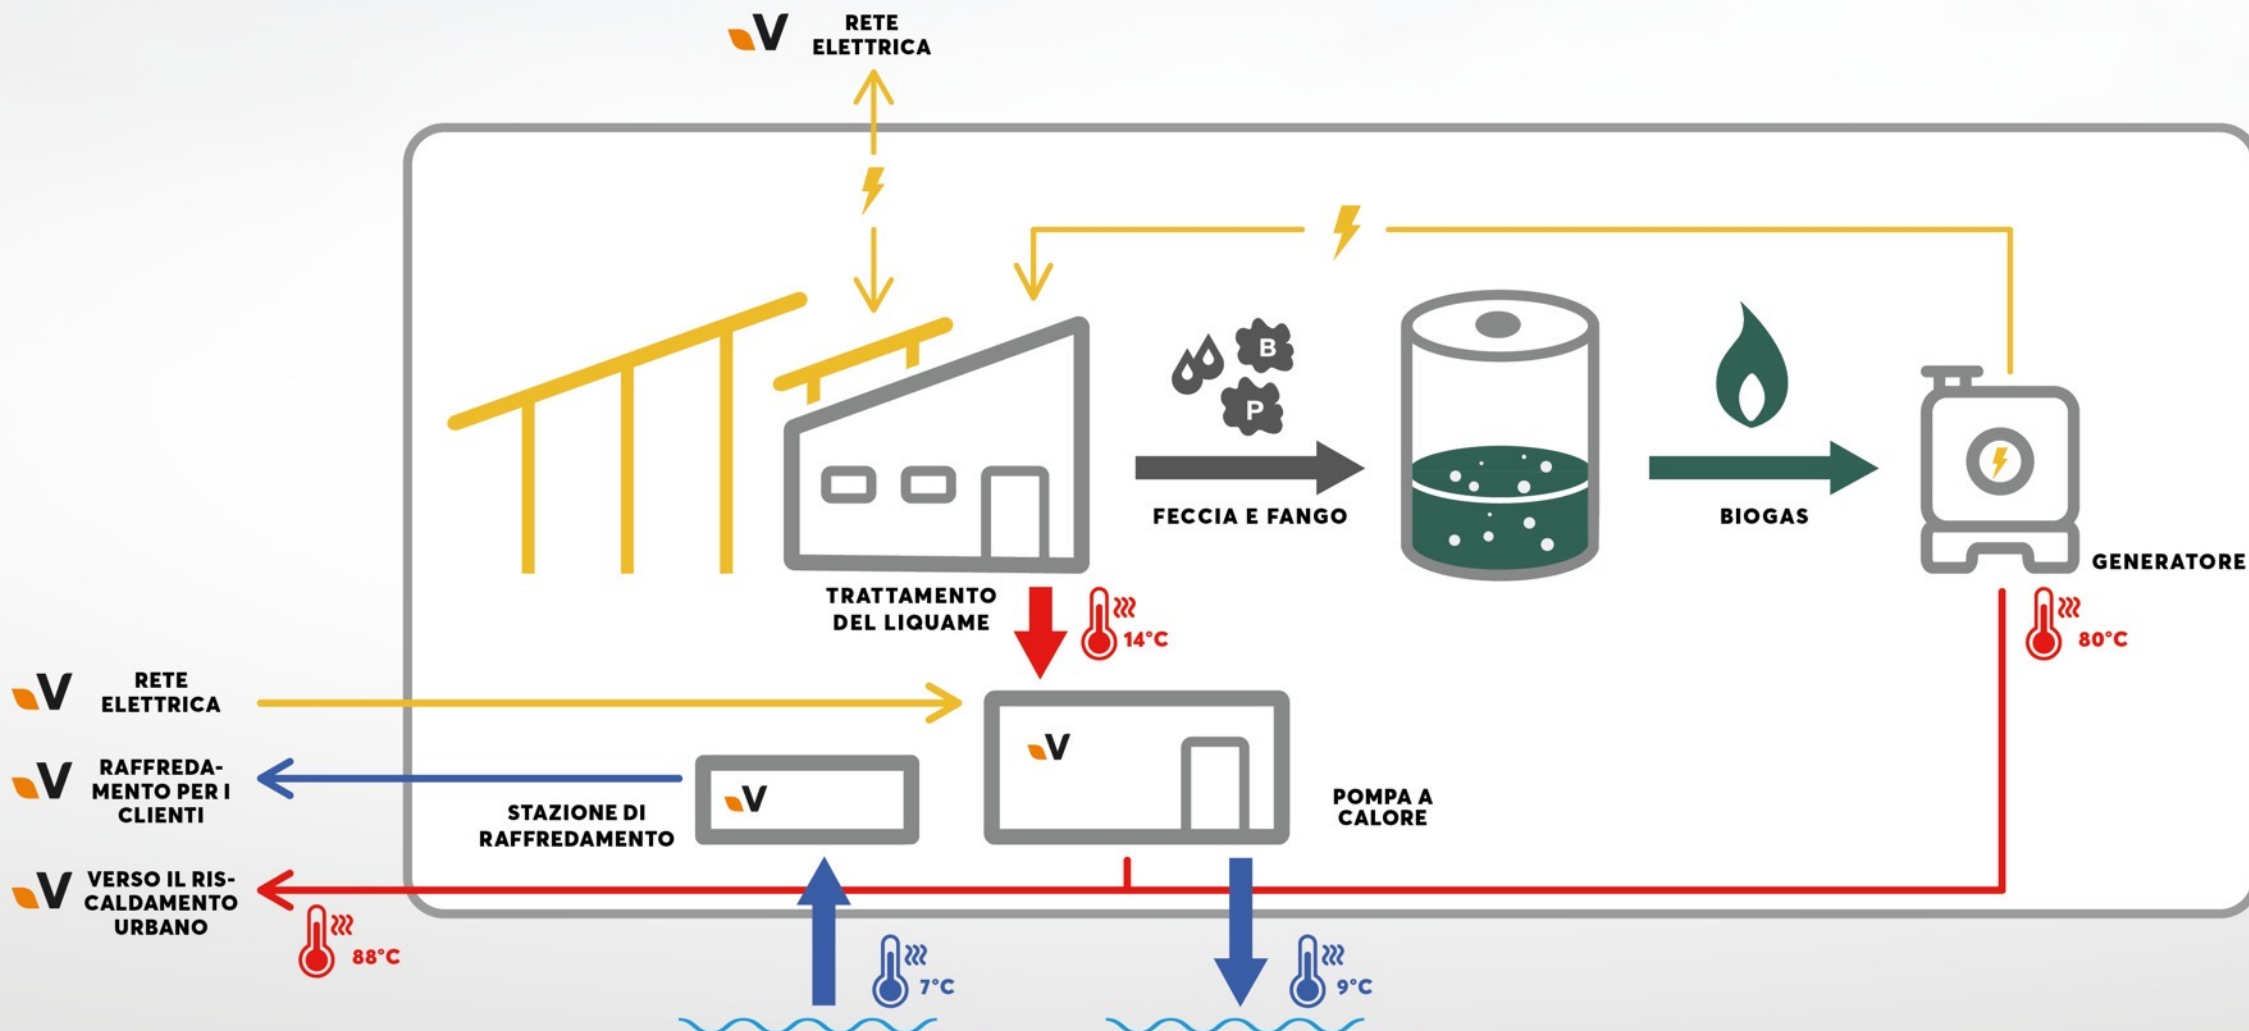 V
RETE
ELETTRICA
B
P
FECCIA E FANGO
BIOGAS
GENERATORE
TRATTAMENTO
DEL LIQUAME
14°C
80°C
V
RETE
ELETTRICA
V
V
RAFFREDA-
MENTO PER I
CLIENTI
V
STAZIONE DI
RAFFREDAMENTO
POMPA A
CALORE
V
VERSO IL RIS-
CALDAMENTO
URBANO
88°C
7°C
9°C